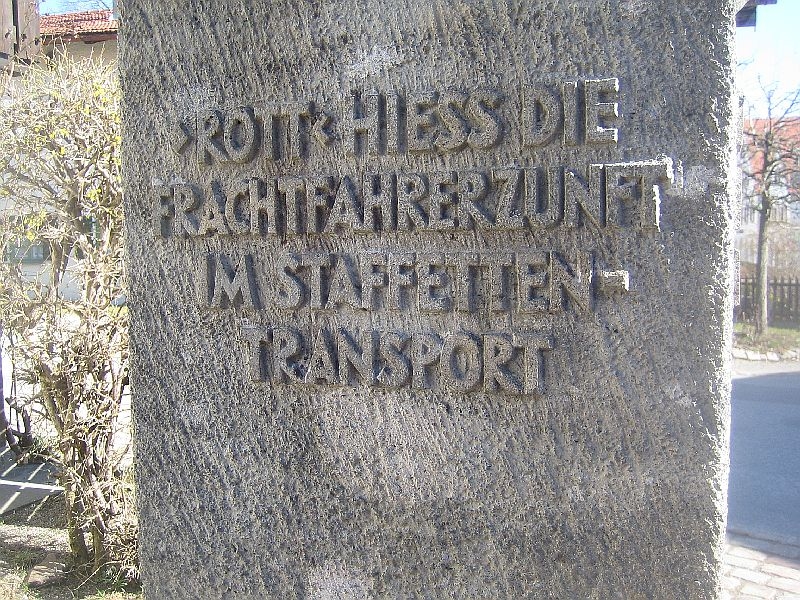 ›ROTT‹ HIESS DIE
FRACHTFAHRERZUNFT
IM STAFFETTEN-
TRANSPORT